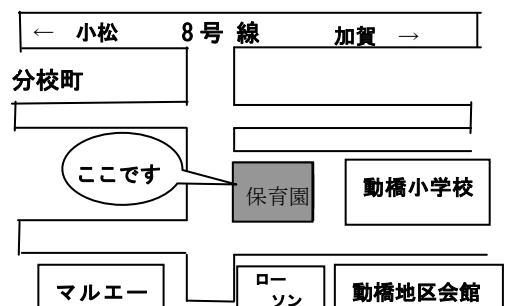 ← 小松 8号線 加賀 →
分校町
ここです
保育園
動橋小学校
マルエー
ロー
ソン
動橋地区会館